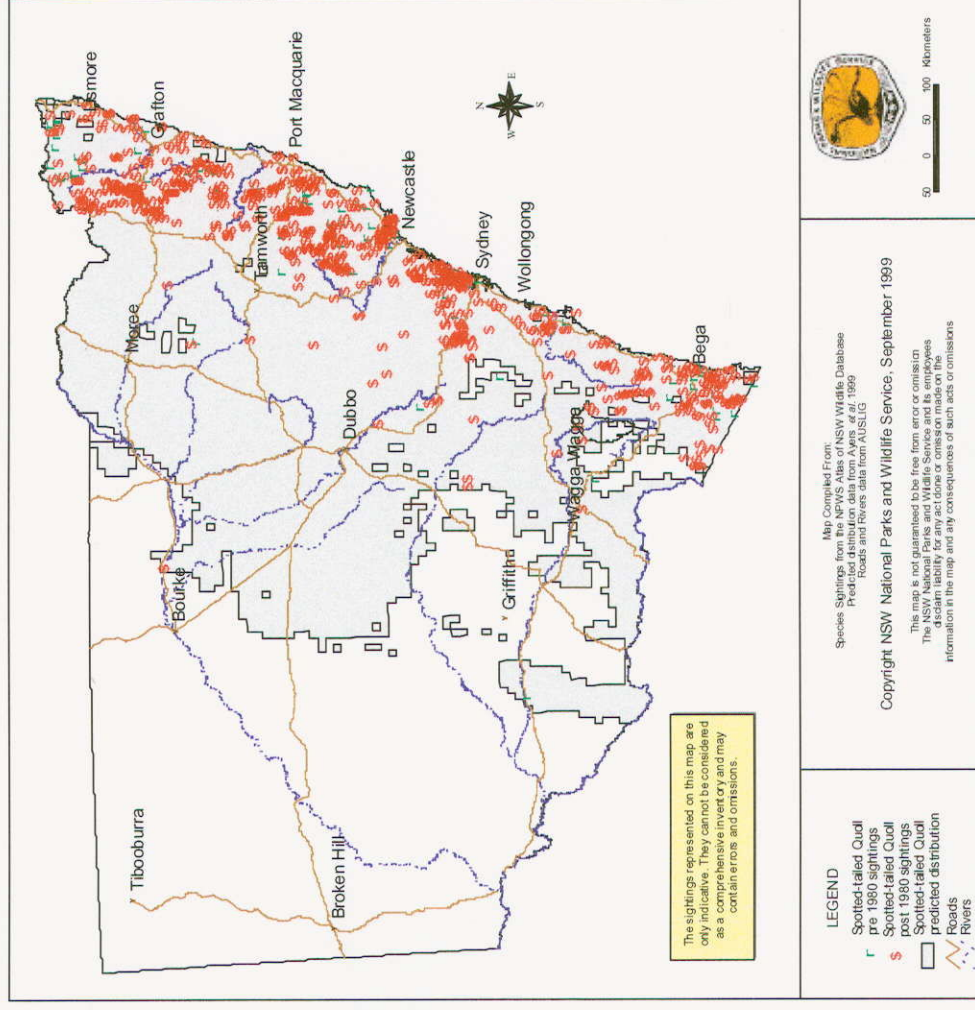 Tibooburra
Bourke
Moree
Lismore
Grafton
Tamworth
Port Macquarie
Broken Hill
Dubbo
Newcastle
Sydney
Wollongong
Griffith
Wagga Wagga
Bega
N
W
E
S
The sightings represented on this map are
only indicative. They cannot be considered
as a comprehensive inventory and may
contain errors and omissions.
LEGEND
Spotted-tailed Quoll
pre 1980 sightings
Spotted-tailed Quoll
post 1980 sightings
Spotted-tailed Quoll
predicted distribution
Roads
Rivers
Map Compiled From:
Species Sightings from the NPWS Atlas of NSW Wildlife Database
Predicted distribution data from Ayers et al. 1999
Roads and Rivers data from AUSLIG
Copyright NSW National Parks and Wildlife Service, September 1999
This map is not guaranteed to be free from error or omission
The NSW National Parks and Wildlife Service and its employees
disclaim liability for any act done or omission made on the
information in the map and any consequences of such acts or omissions
NATIONAL PARKS & WILDLIFE SERVICE
50 0 50 100 Kilometers